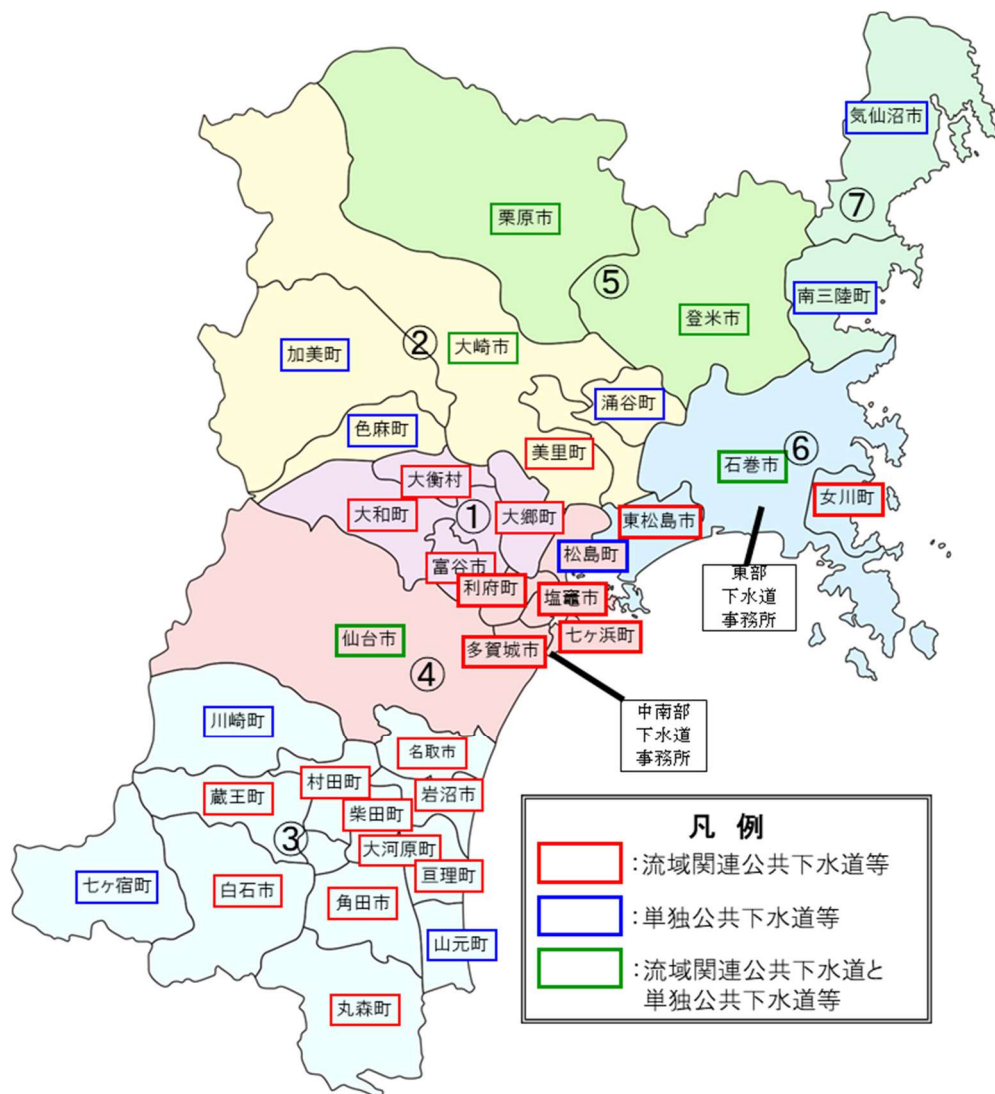 気仙沼市
⑦
栗原市
⑤
南三陸町
登米市
②
大崎市
加美町
涌谷町
色麻町
美里町
⑥
石巻市
大衡村
女川町
大和町
①
大郷町
東松島市
松島町
富谷市
利府町
塩竈市
東部
下水道
事務所
仙台市
多賀城市
七ヶ浜町
④
川崎町
中南部
下水道
事務所
名取市
村田町
岩沼市
蔵王町
柴田町
③
大河原町
亘理町
七ヶ宿町
白石市
角田市
山元町
丸森町
凡 例
:流域関連公共下水道等
:単独公共下水道等
:流域関連公共下水道と
単独公共下水道等